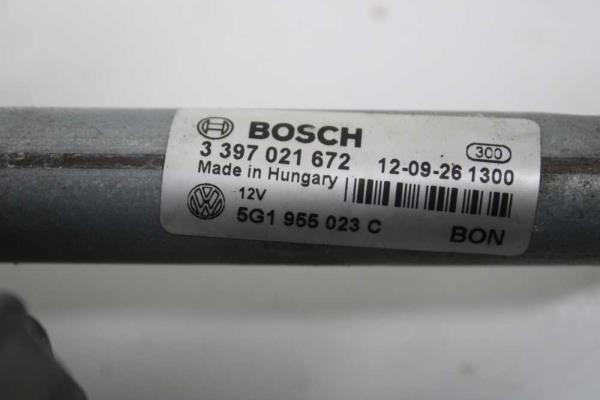 BOSCH
300
3 397 021 672 12-09-26 1300
Made in Hungary
12V
5G1 955 023 C BON